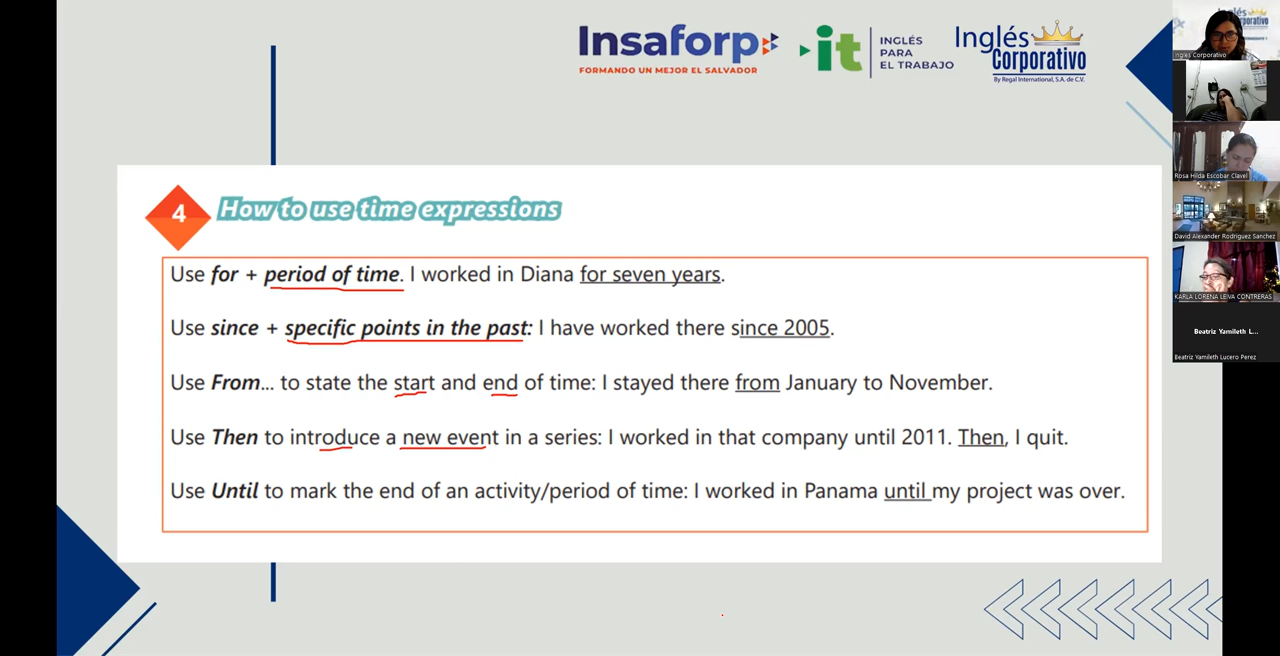 Insaforp
FORMANDO UN MEJOR EL SALVADOR
it
INGLÉS
PARA
EL TRABAJO
Inglés
Corporativo
By Regal International, S.A. de C.V.
4
How to use time expressions
Use for + period of time. I worked in Diana for seven years.
Use since + specific points in the past: I have worked there since 2005.
Use From... to state the start and end of time: I stayed there from January to November.
Use Then to introduce a new event in a series: I worked in that company until 2011. Then, I quit.
Use Until to mark the end of an activity/period of time: I worked in Panama until my project was over.
Inglés Corporativo
Rosa Hilda Escobar Clavel
David Alexander Rodriguez Sanchez
KARLA LORENA LEIVA CONTRERAS
Beatriz Yamileth L...
Beatriz Yamileth Lucero Perez